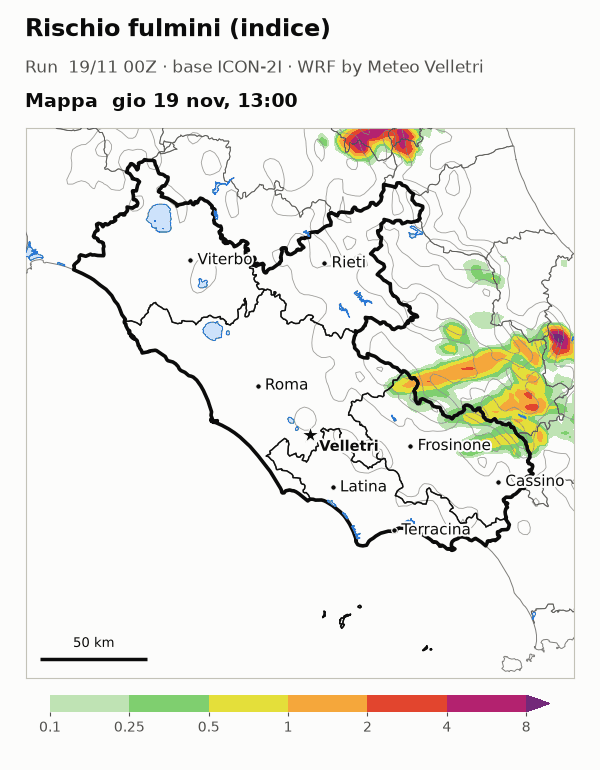 Rischio fulmini (indice)
Run  19/11 00Z · base ICON-2I · WRF by Meteo Velletri
Mappa  gio 19 nov, 13:00
Viterbo
Rieti
Roma
Velletri
Frosinone
Latina
Cassino
Terracina
50 km
0.1 0.25 0.5 1 2 4 8